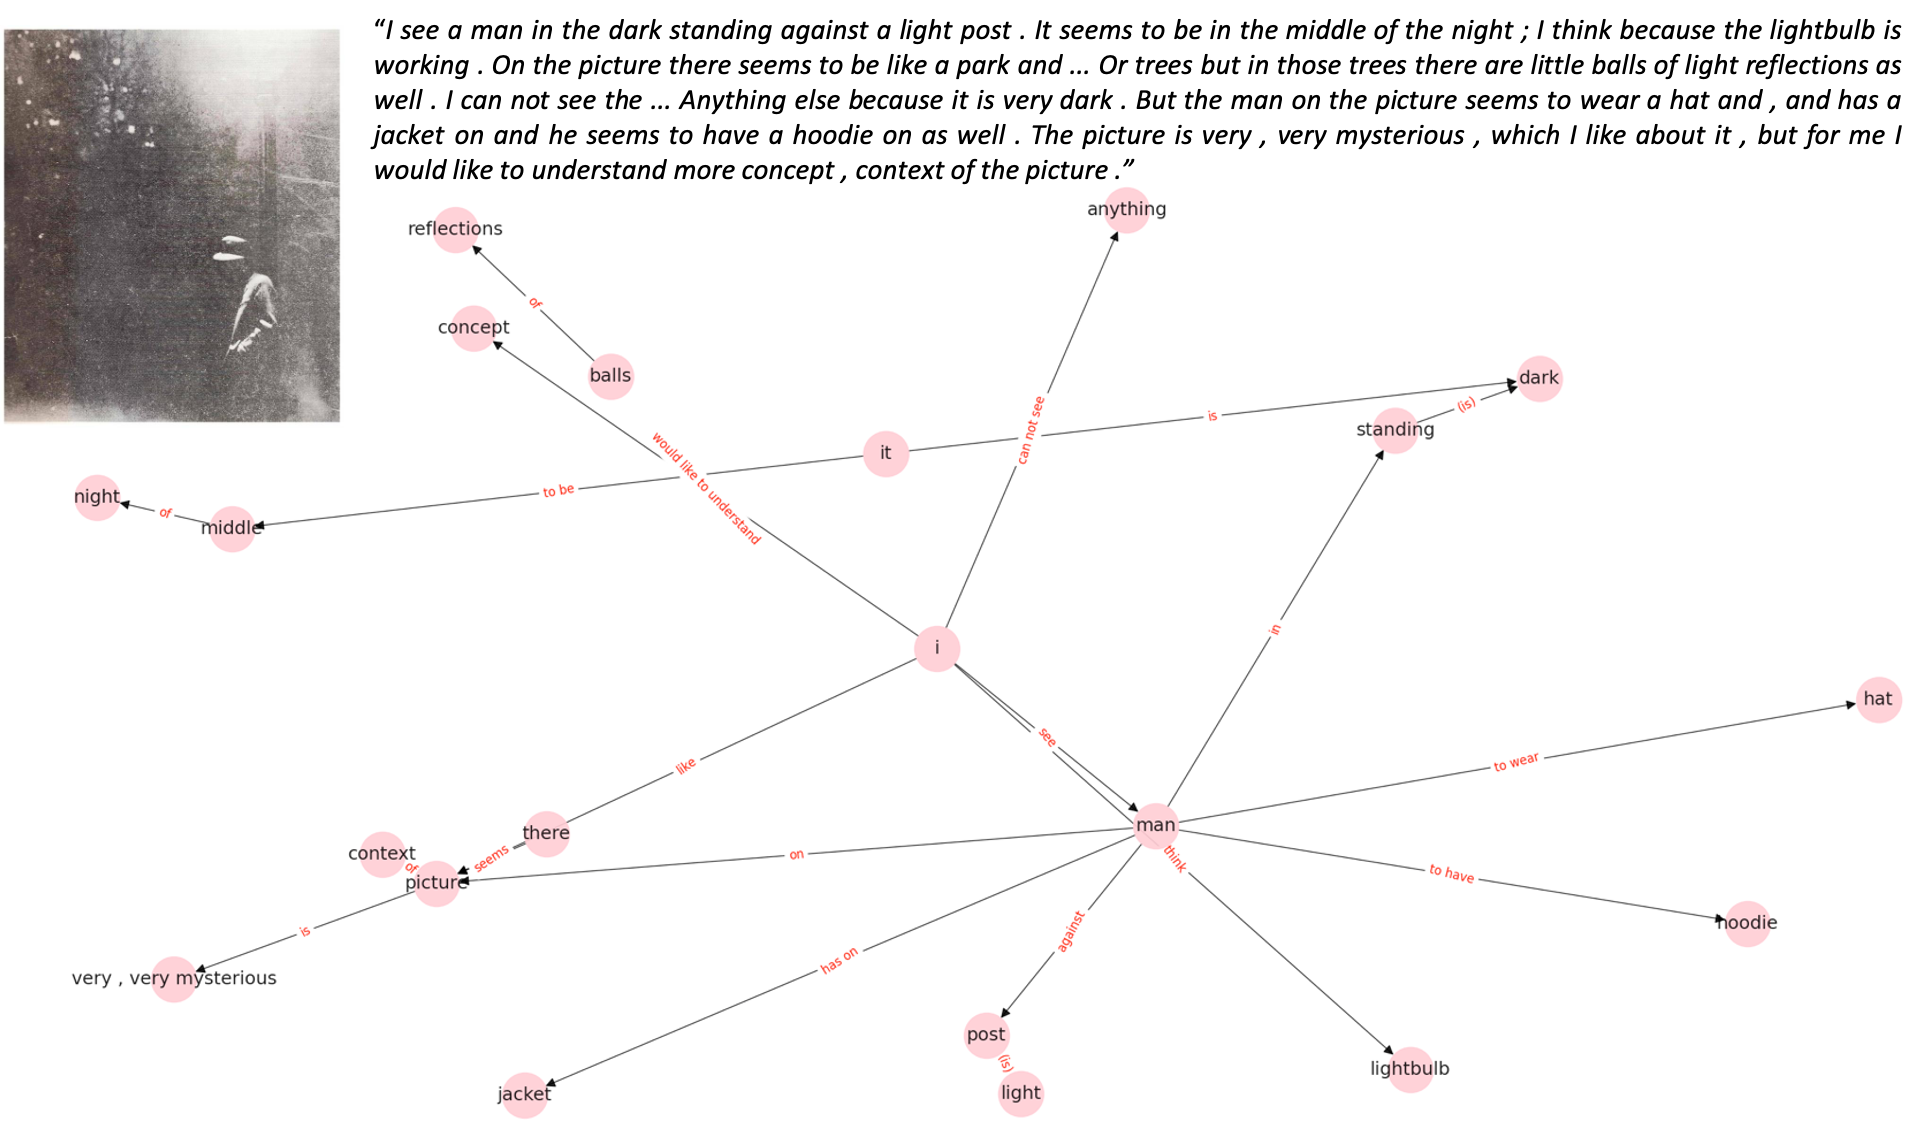 “I see a man in the dark standing against a light post . It seems to be in the middle of the night ; I think because the lightbulb is
working . On the picture there seems to be like a park and ... Or trees but in those trees there are little balls of light reflections as
well . I can not see the ... Anything else because it is very dark . But the man on the picture seems to wear a hat and , and has a
jacket on and he seems to have a hoodie on as well . The picture is very , very mysterious , which I like about it , but for me I
would like to understand more concept , context of the picture .”
anything
reflections
of
concept
balls
dark
(is)
can not see
is
standing
would like to understand
it
to be
night
of
middle
in
i
hat
see
to wear
like
man
there
seems
on
think
context
of
picture
to have
hoodie
against
is
has on
very , very mysterious
post
(is)
lightbulb
jacket
light